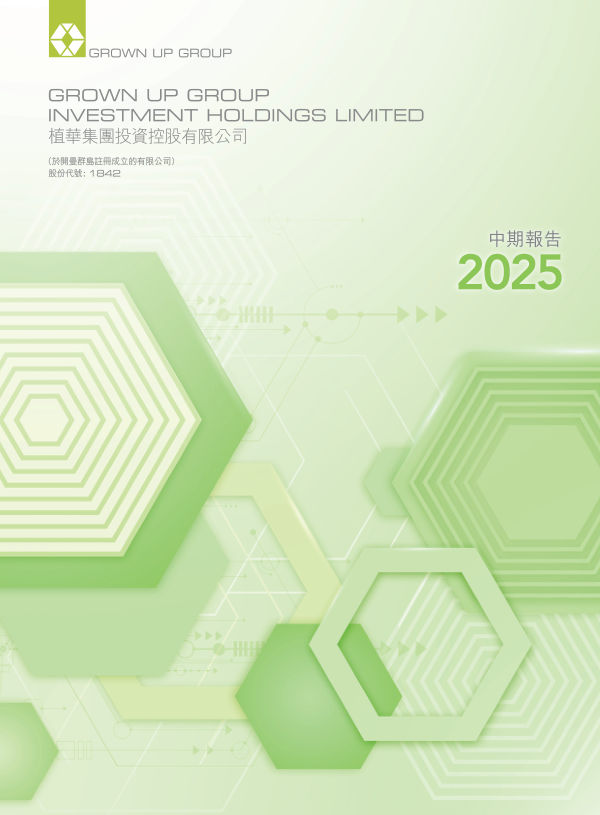 GROWN UP GROUP
GROWN UP GROUP
INVESTMENT HOLDINGS LIMITED
植華集團投資控股有限公司
（於開曼群島註冊成立的有限公司）
股份代號：1842
中期報告
2025